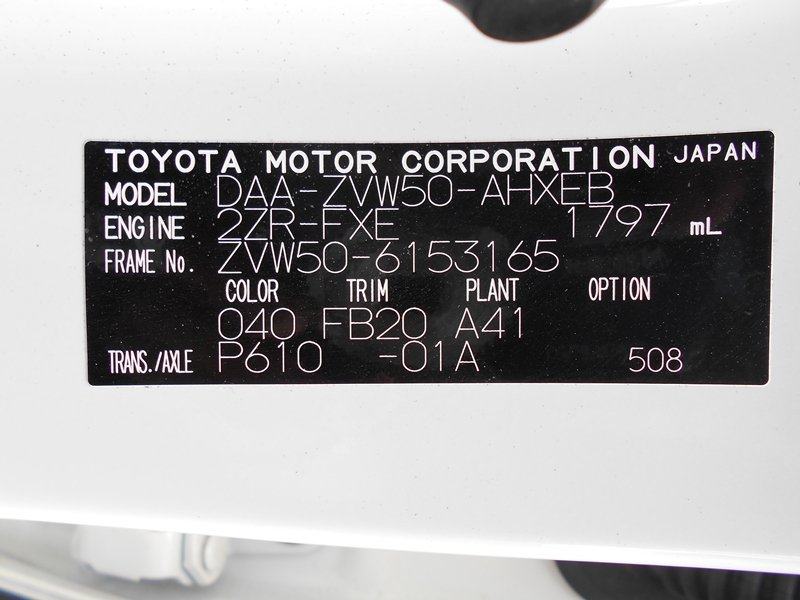 TOYOTA MOTOR CORPORATION JAPAN
MODEL DAA-ZVW50-AHXEB
ENGINE 2ZR-FXE 1797 mL
FRAME No. ZVW50-6153165
COLOR TRIM PLANT OPTION
040 FB20 A41
TRANS./AXLE P610 -01A 508